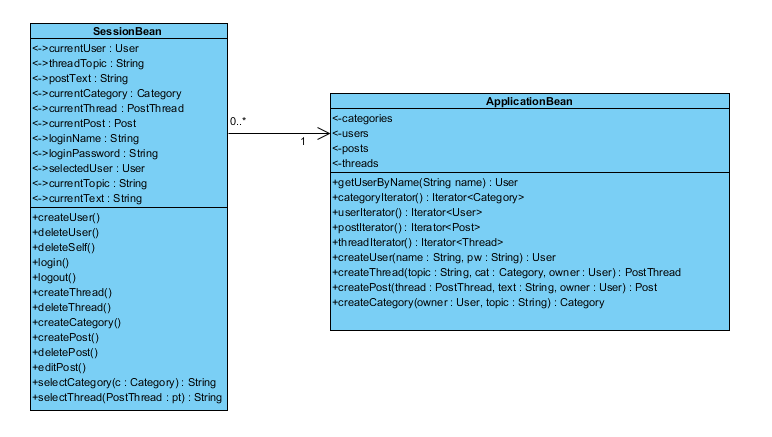 SessionBean
<->currentUser : User
<->threadTopic : String
<->postText : String
<->currentCategory : Category
<->currentThread : PostThread
<->currentPost : Post
<->loginName : String
<->loginPassword : String
<->selectedUser : User
<->currentTopic : String
<->currentText : String
+createUser()
+deleteUser()
+deleteSelf()
+login()
+logout()
+createThread()
+deleteThread()
+createCategory()
+createPost()
+deletePost()
+editPost()
+selectCategory(c : Category) : String
+selectThread(PostThread : pt) : String
0..*
1
ApplicationBean
<-categories
<-users
<-posts
<-threads
+getUserByName(String name) : User
+categoryIterator() : Iterator<Category>
+userIterator() : Iterator<User>
+postIterator() : Iterator<Post>
+threadIterator() : Iterator<Thread>
+createUser(name : String, pw : String) : User
+createThread(topic : String, cat : Category, owner : User) : PostThread
+createPost(thread : PostThread, text : String, owner : User) : Post
+createCategory(owner : User, topic : String) : Category